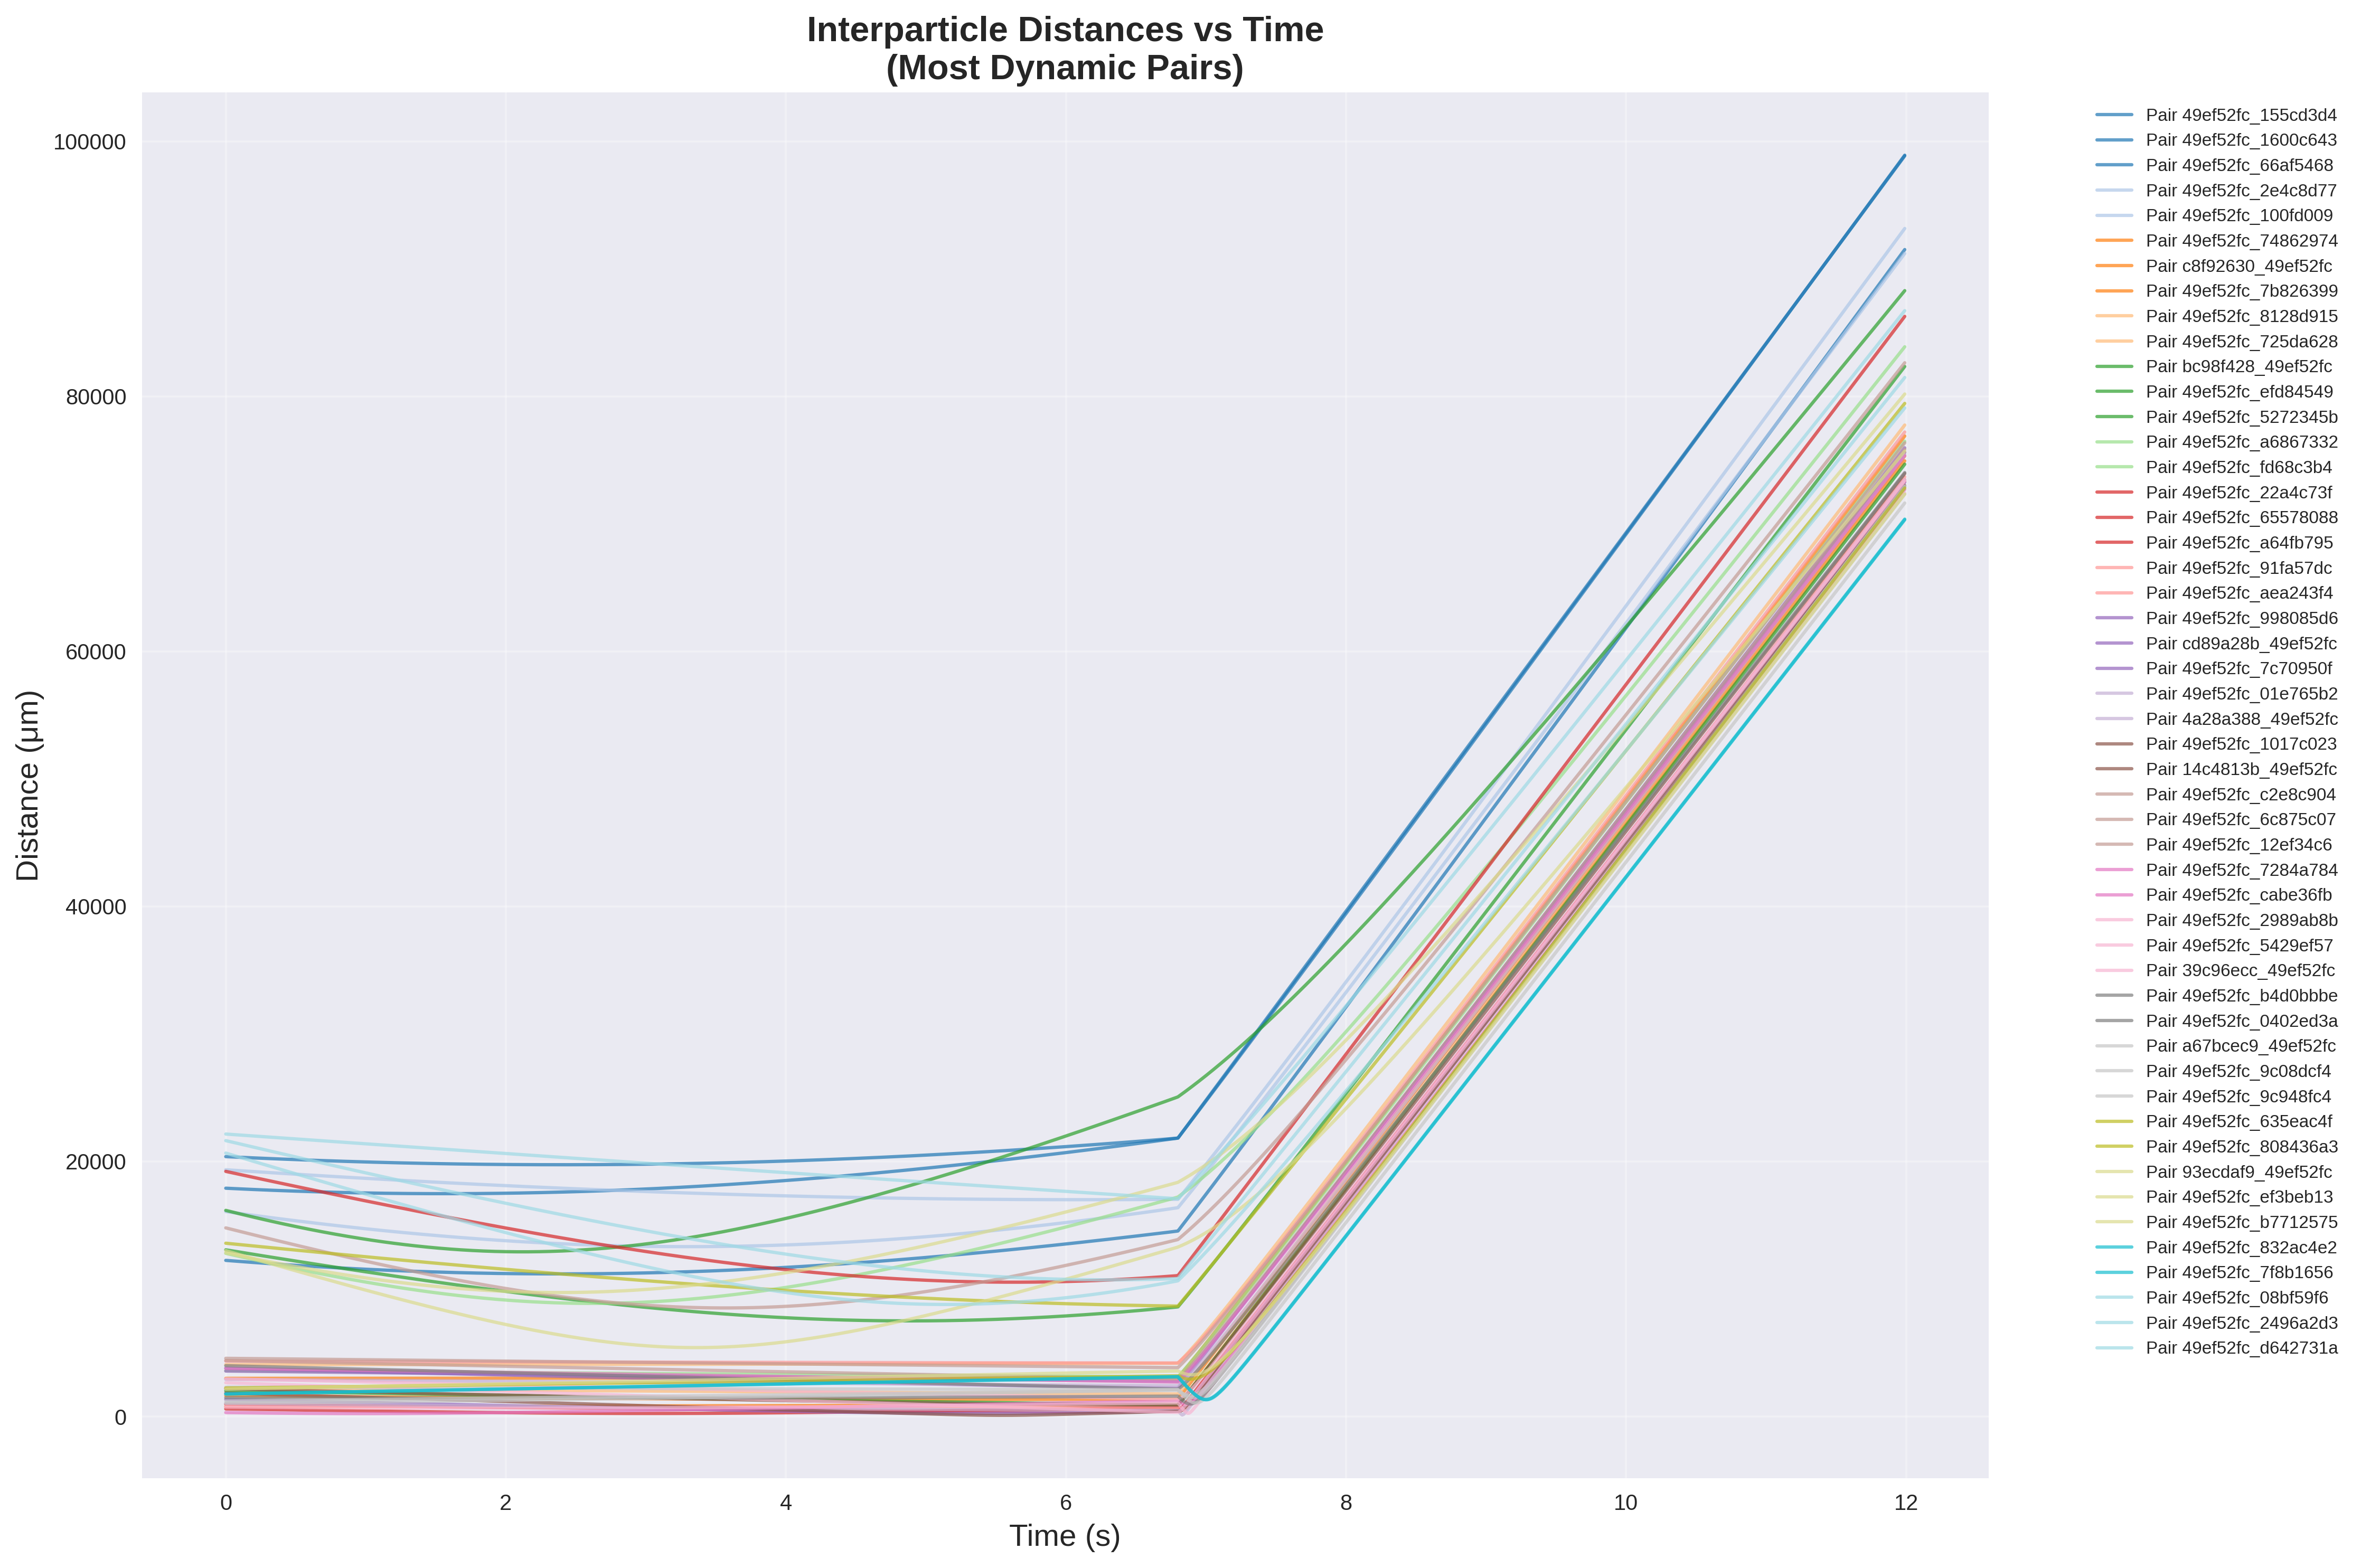 Interparticle Distances vs Time
(Most Dynamic Pairs)
Distance (μm)
100000
80000
60000
40000
20000
0
0
2
4
6
8
10
12
Time (s)
Pair 49ef52fc_155cd3d4
Pair 49ef52fc_1600c643
Pair 49ef52fc_66af5468
Pair 49ef52fc_2e4c8d77
Pair 49ef52fc_100fd009
Pair 49ef52fc_74862974
Pair c8f92630_49ef52fc
Pair 49ef52fc_7b826399
Pair 49ef52fc_8128d915
Pair 49ef52fc_725da628
Pair bc98f428_49ef52fc
Pair 49ef52fc_efd84549
Pair 49ef52fc_5272345b
Pair 49ef52fc_a6867332
Pair 49ef52fc_fd68c3b4
Pair 49ef52fc_22a4c73f
Pair 49ef52fc_65578088
Pair 49ef52fc_a64fb795
Pair 49ef52fc_91fa57dc
Pair 49ef52fc_aea243f4
Pair 49ef52fc_998085d6
Pair cd89a28b_49ef52fc
Pair 49ef52fc_7c70950f
Pair 49ef52fc_01e765b2
Pair 4a28a388_49ef52fc
Pair 49ef52fc_1017c023
Pair 14c4813b_49ef52fc
Pair 49ef52fc_c2e8c904
Pair 49ef52fc_6c875c07
Pair 49ef52fc_12ef34c6
Pair 49ef52fc_7284a784
Pair 49ef52fc_cabe36fb
Pair 49ef52fc_2989ab8b
Pair 49ef52fc_5429ef57
Pair 39c96ecc_49ef52fc
Pair 49ef52fc_b4d0bbbe
Pair 49ef52fc_0402ed3a
Pair a67bcec9_49ef52fc
Pair 49ef52fc_9c08dcf4
Pair 49ef52fc_9c948fc4
Pair 49ef52fc_635eac4f
Pair 49ef52fc_808436a3
Pair 93ecdaf9_49ef52fc
Pair 49ef52fc_ef3beb13
Pair 49ef52fc_b7712575
Pair 49ef52fc_832ac4e2
Pair 49ef52fc_7f8b1656
Pair 49ef52fc_08bf59f6
Pair 49ef52fc_2496a2d3
Pair 49ef52fc_d642731a